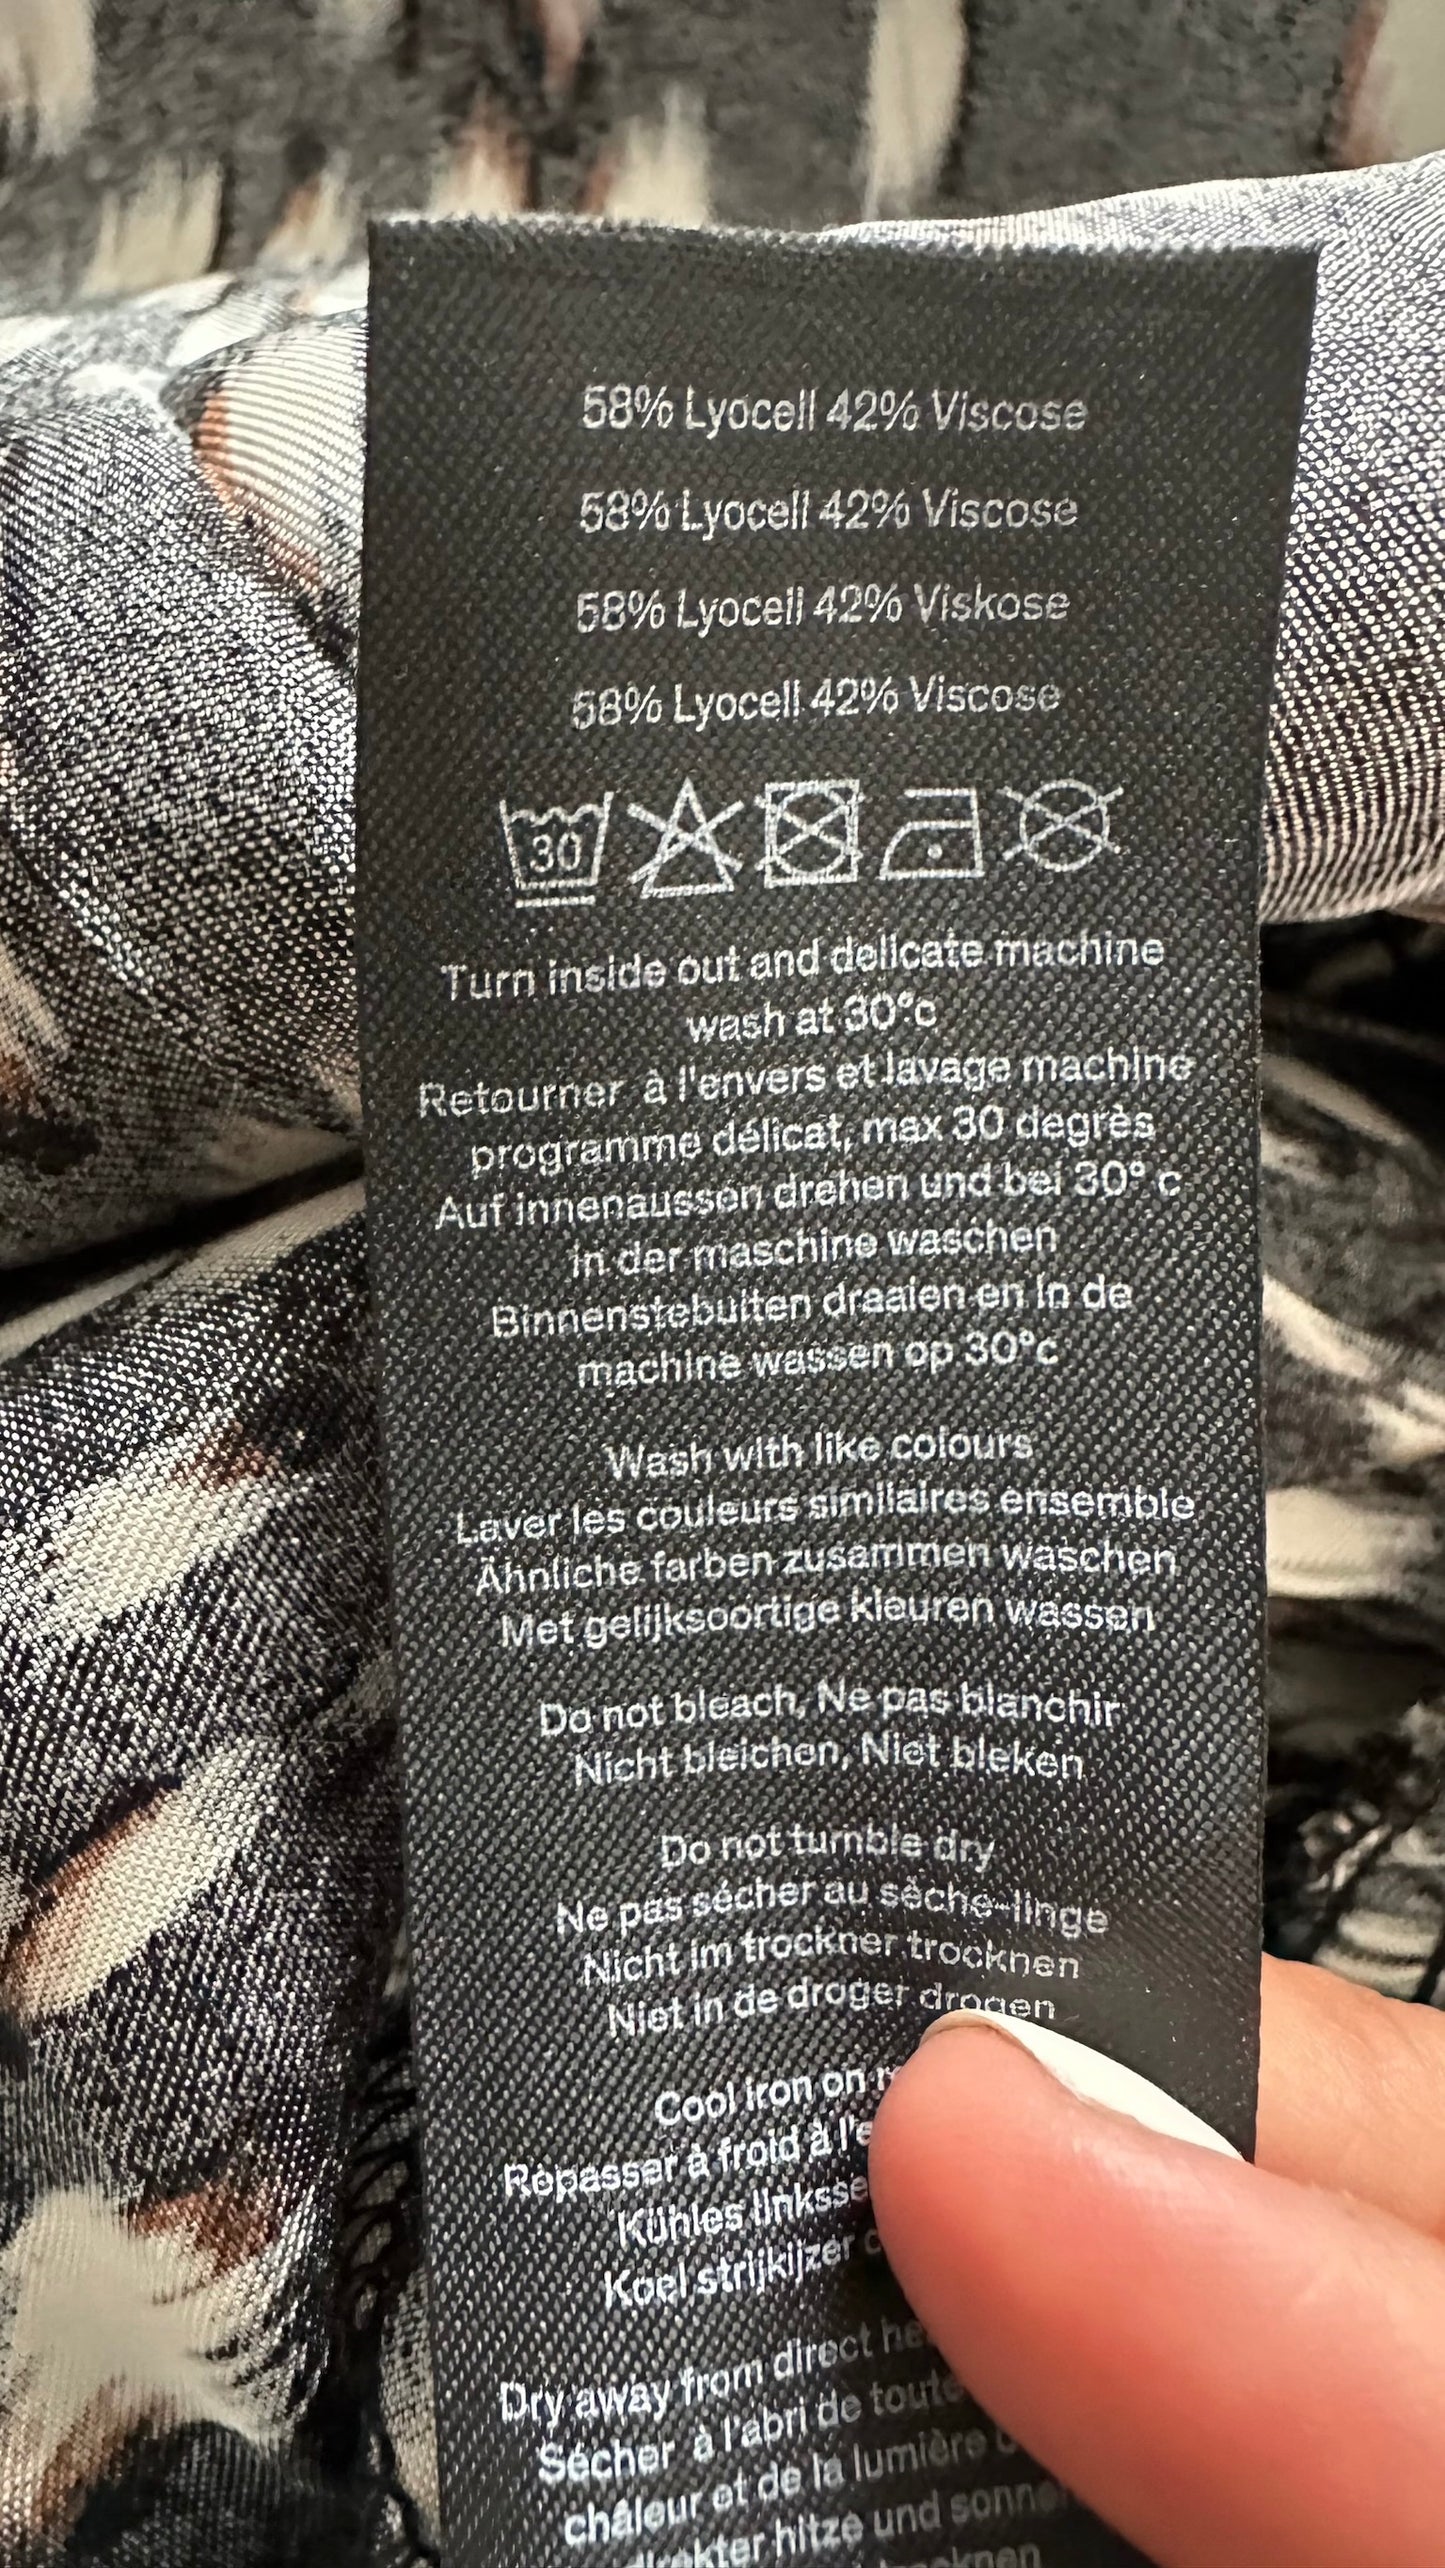 58% Lyocell 42% Viscose
58% Lyocell 42% Viscose
58% Lyocell 42% Viskose
58% Lyocell 42% Viscose
30
Turn inside out and delicate machine
wash at 30°c
Retourner à l'envers et lavage machine
programme délicat, max 30 degrès
Auf innenaussen drehen und bei 30° c
in der maschine waschen
Binnenstebuiten draaien en in de
machine wassen op 30°c
Wash with like colours
Laver les couleurs similaires ensemble
Ähnliche farben zusammen waschen
Met gelijksoortige kleuren wassen
Do not bleach, Ne pas blanchir
Nicht bleichen, Niet bleken
Do not tumble dry
Ne pas sécher au sèche-linge
Nicht im trockner trocknen
Niet in de droger drogen
Cool iron on
Repasser à froid à
Kühles
Koel strijkijzer
Dry away from direct
Sécher à l'abri de toute
châleur et de la lumière
direkter hitze und